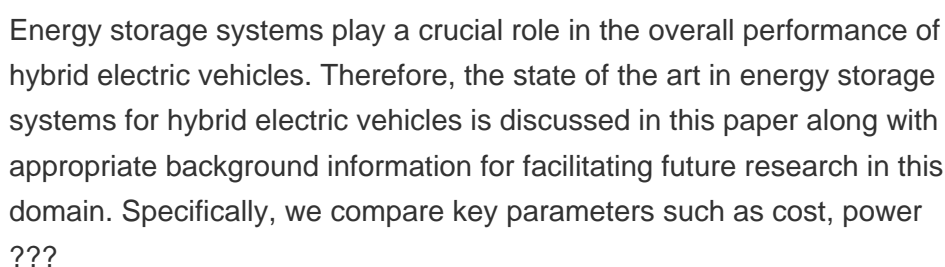 Energy storage systems play a crucial role in the overall performance of
hybrid electric vehicles. Therefore, the state of the art in energy storage
systems for hybrid electric vehicles is discussed in this paper along with
appropriate background information for facilitating future research in this
domain. Specifically, we compare key parameters such as cost, power
???